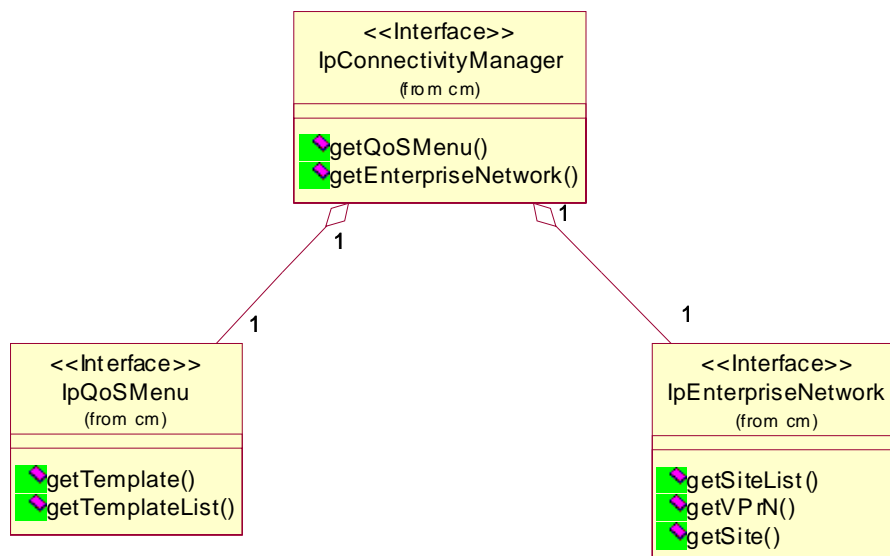 <<Interface>>
IpConnectivityManager
(from cm)
getQoSMenu()
getEnterpriseNetwork()
1
1
1
1
<<Interface>>
IpQoSMenu
(from cm)
getTemplate()
getTemplateList()
<<Interface>>
IpEnterpriseNetwork
(from cm)
getSiteList()
getVPrN()
getSite()